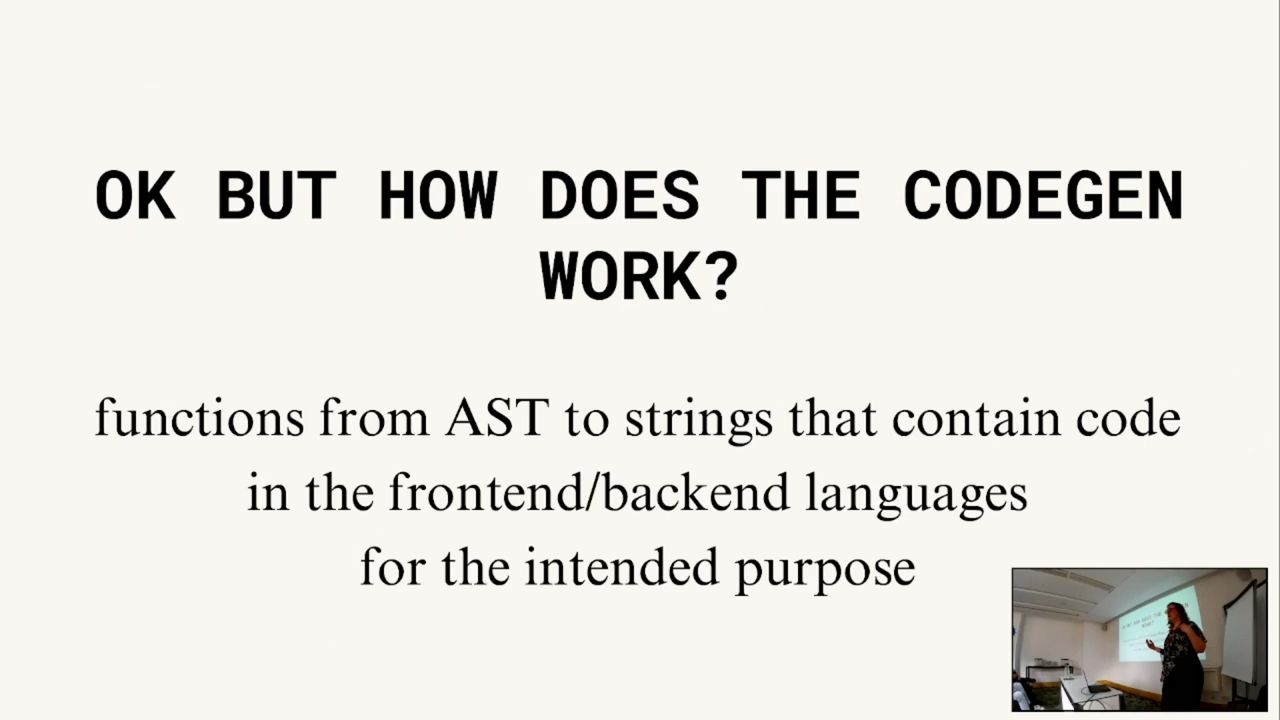 OK BUT HOW DOES THE CODEGEN
WORK?
functions from AST to strings that contain code
in the frontend/backend languages
for the intended purpose